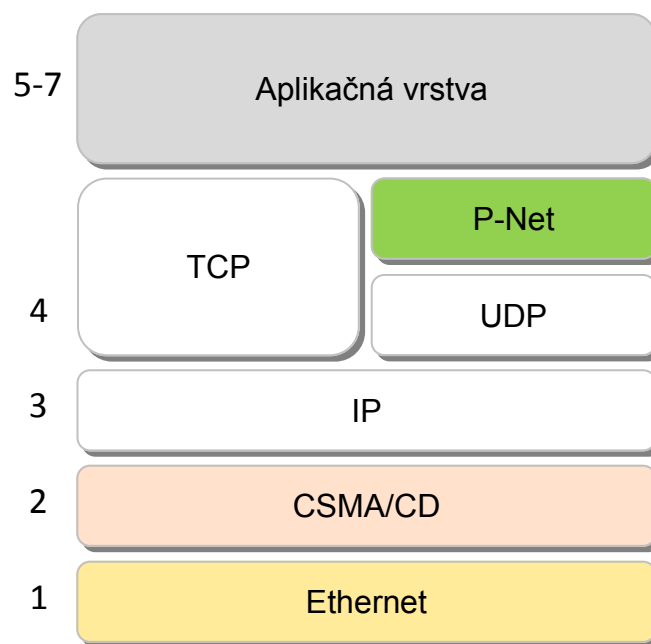 5-7
Aplikačná vrstva
P-Net
TCP
4
UDP
3
IP
2
CSMA/CD
1
Ethernet